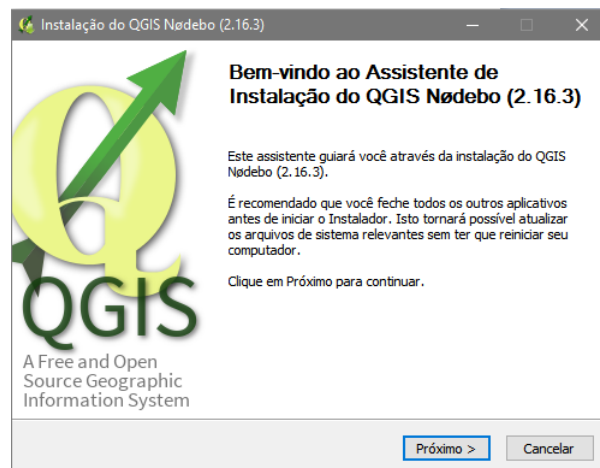 Instalação do QGIS Nødebo (2.16.3)
Bem-vindo ao Assistente de
Instalação do QGIS Nødebo (2.16.3)
Este assistente guiará você através da instalação do QGIS
Nødebo (2.16.3).
É recomendado que você feche todos os outros aplicativos
antes de iniciar o Instalador. Isto tornará possível atualizar
os arquivos de sistema relevantes sem ter que reiniciar seu
computador.
Clique em Próximo para continuar.
QGIS
A Free and Open
Source Geographic
Information System
Próximo >
Cancelar